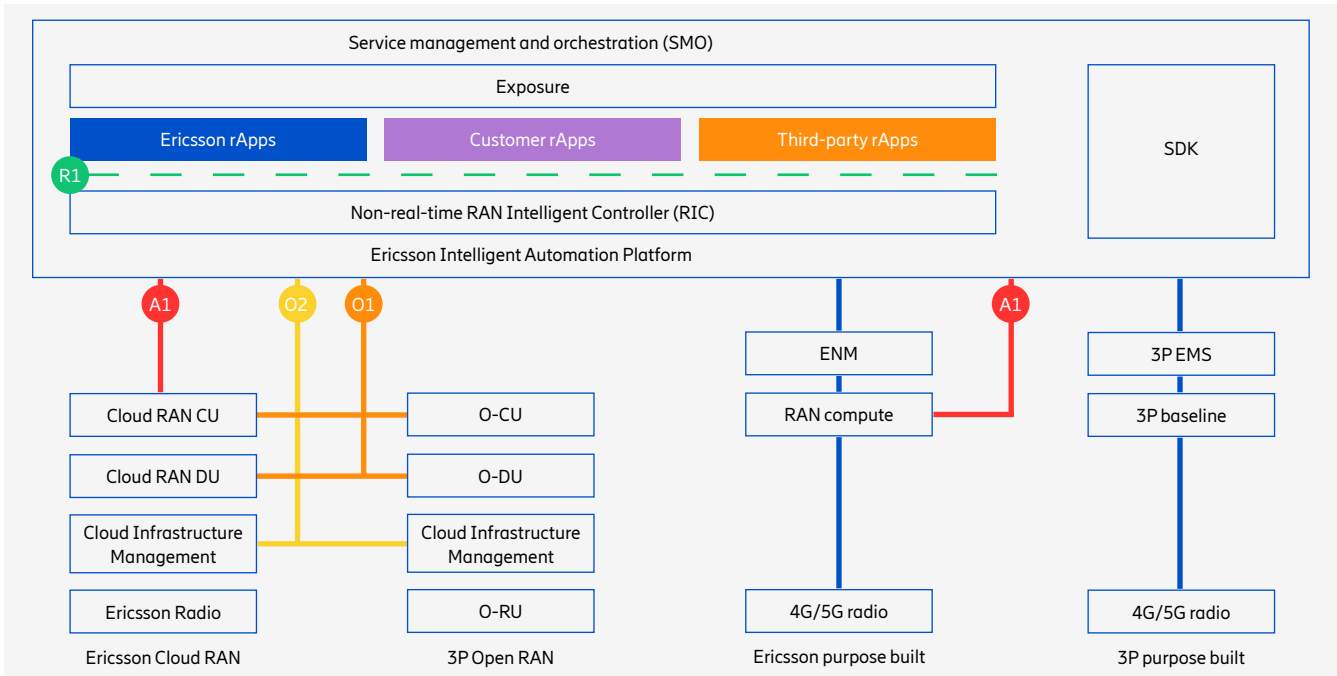 Service management and orchestration (SMO)
Exposure
Ericsson rApps
Customer rApps
Third-party rApps
SDK
R1
Non-real-time RAN Intelligent Controller (RIC)
Ericsson Intelligent Automation Platform
A1
O2
O1
A1
ENM
3P EMS
Cloud RAN CU
O-CU
RAN compute
3P baseline
Cloud RAN DU
O-DU
Cloud Infrastructure
Management
Cloud Infrastructure
Management
Ericsson Radio
O-RU
4G/5G radio
4G/5G radio
Ericsson Cloud RAN
3P Open RAN
Ericsson purpose built
3P purpose built